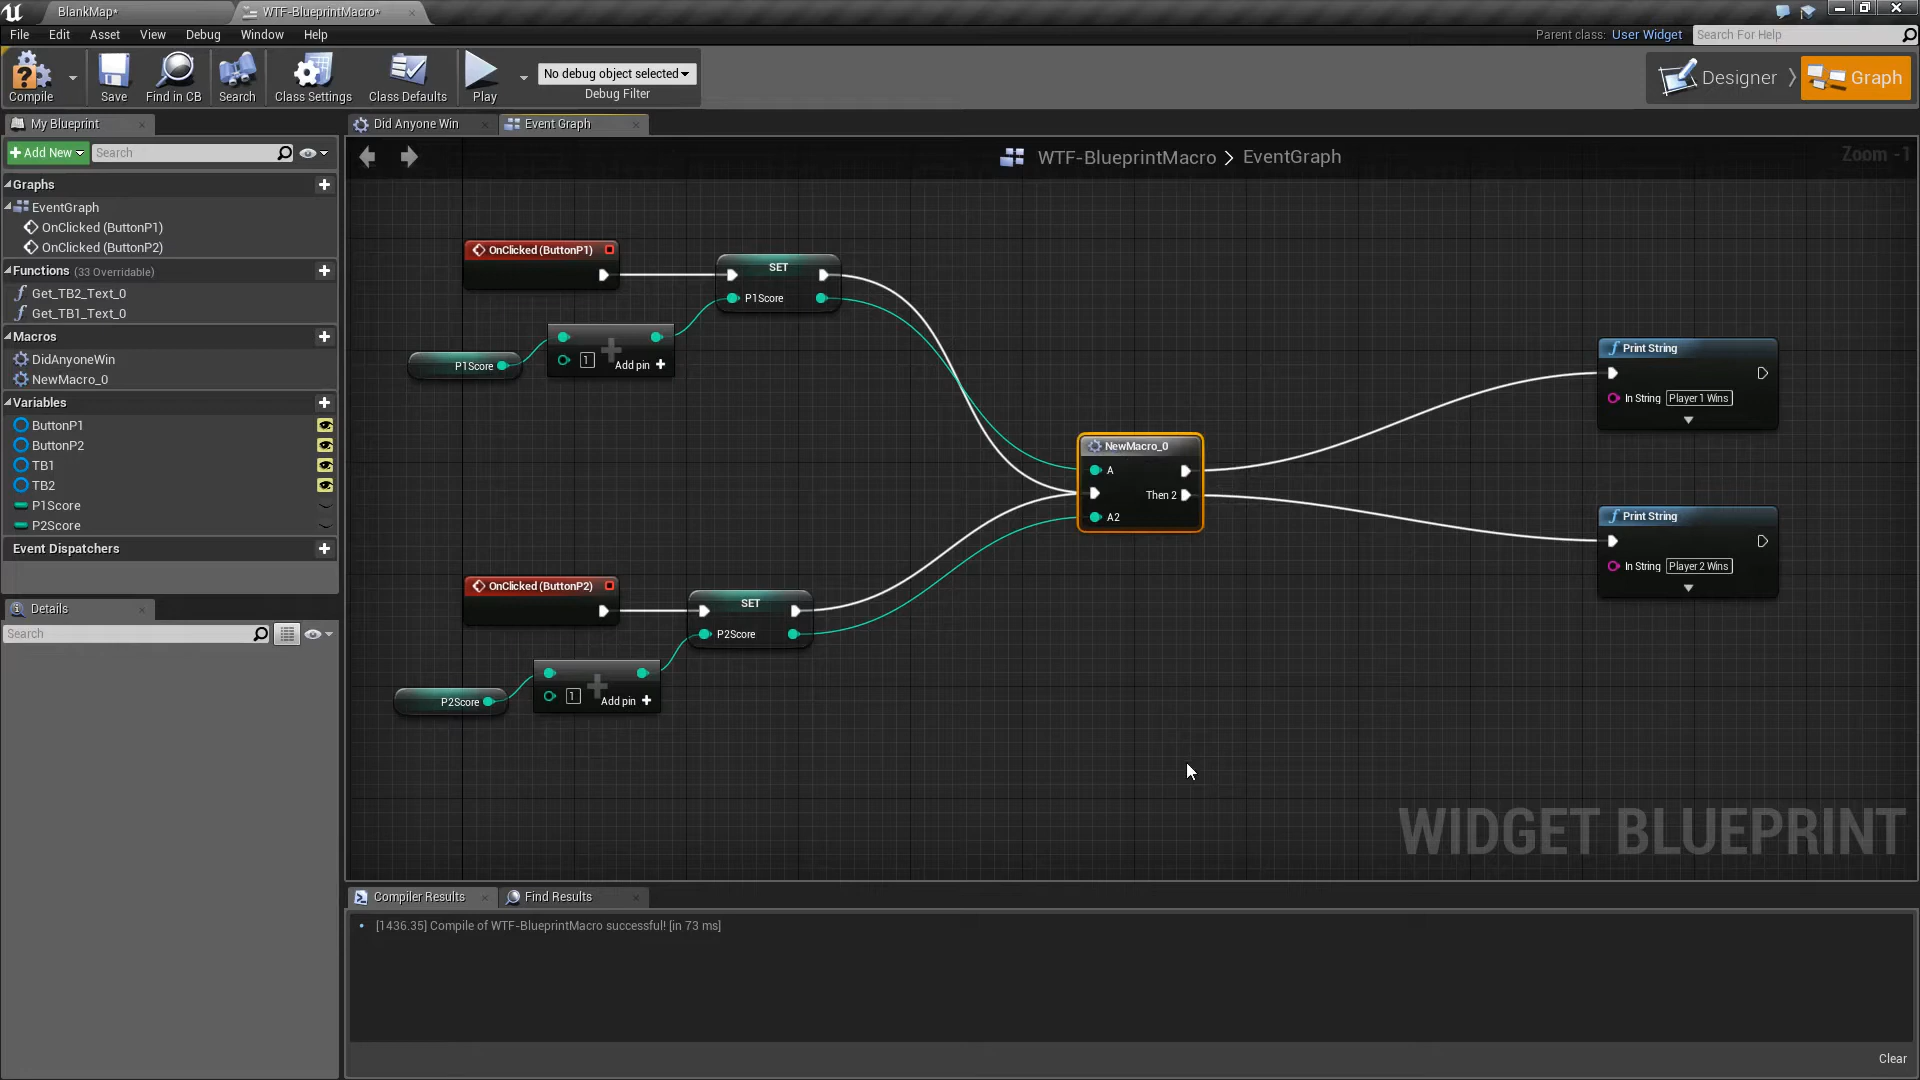 BlankMap*
WTF-BlueprintMacro*
File Edit Asset View Debug Window Help
Parent class: User Widget
Search For Help
Compile
Save
Find in CB
Search
Class Settings
Class Defaults
Play
No debug object selected
Debug Filter
Designer
Graph
My Blueprint
Add New
Search
Graphs
EventGraph
OnClicked (ButtonP1)
OnClicked (ButtonP2)
Functions (33 Overridable)
Get_TB2_Text_0
Get_TB1_Text_0
Macros
DidAnyoneWin
NewMacro_0
Variables
ButtonP1
ButtonP2
TB1
TB2
P1Score
P2Score
Event Dispatchers
Details
Search
Did Anyone Win
Event Graph
WTF-BlueprintMacro > EventGraph
Zoom -1
OnClicked (ButtonP1)
SET
P1Score
P1Score
1
Add pin
NewMacro_0
A
Then 2
A2
Print String
In String Player 1 Wins
Print String
In String Player 2 Wins
OnClicked (ButtonP2)
SET
P2Score
P2Score
1
Add pin
WIDGET BLUEPRINT
Compiler Results
Find Results
[1436.35] Compile of WTF-BlueprintMacro successful! [in 73 ms]
Clear